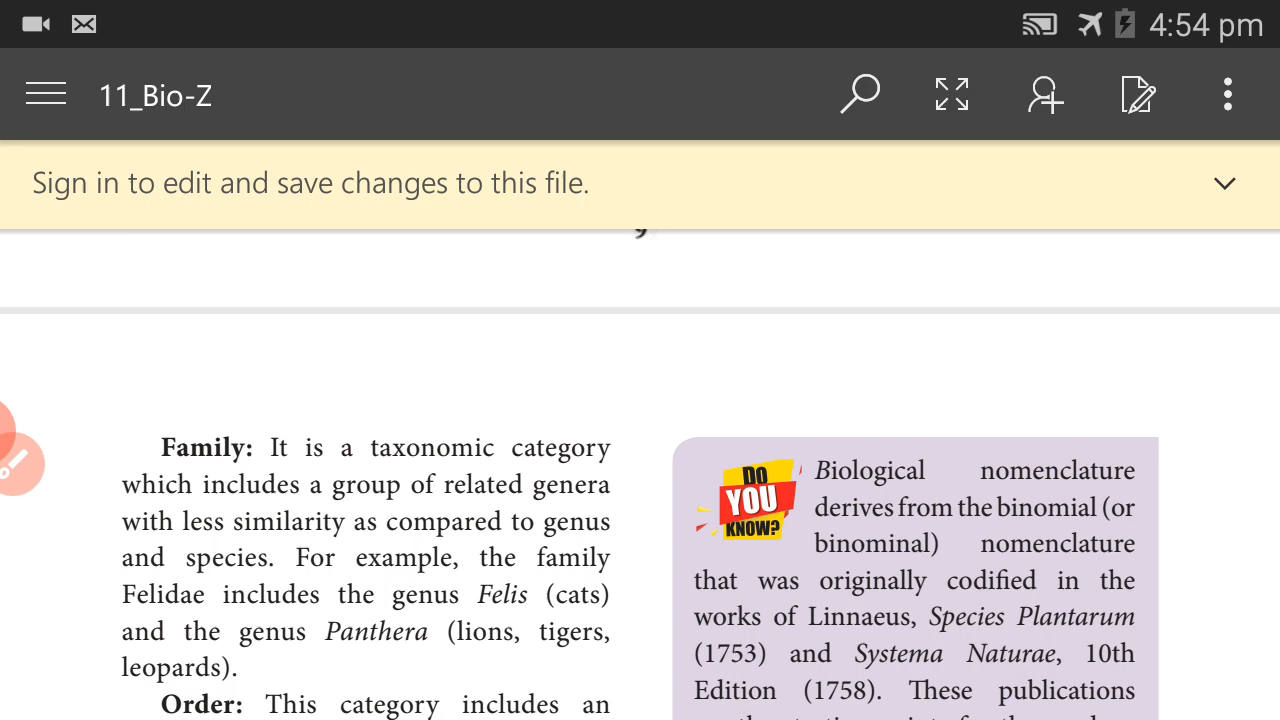 4:54 pm
11_Bio-Z
Sign in to edit and save changes to this file.
Family: It is a taxonomic category
which includes a group of related genera
with less similarity as compared to genus
and species. For example, the family
Felidae includes the genus Felis (cats)
and the genus Panthera (lions, tigers,
leopards).
Order: This category includes an
DO
YOU
KNOW?
Biological nomenclature
derives from the binomial (or
binominal) nomenclature
that was originally codified in the
works of Linnaeus, Species Plantarum
(1753) and Systema Naturae, 10th
Edition (1758). These publications